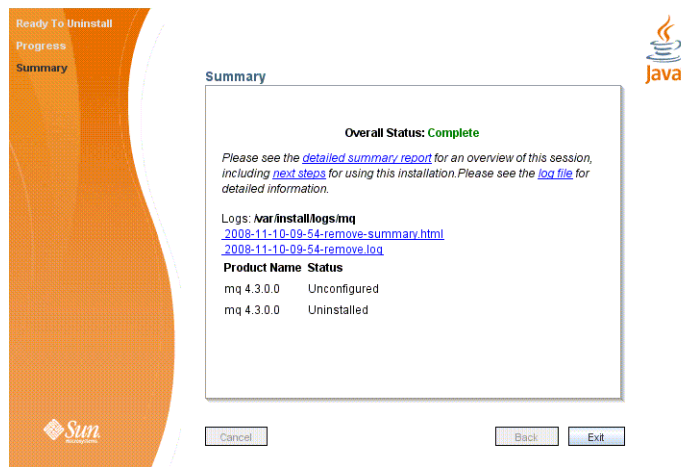 Ready To Uninstall
Progress
Summary
Java
Summary
Overall Status: Complete
Please see the detailed summary report for an overview of this session,
including next steps for using this installation.Please see the log file for
detailed information.
Logs: /var/install/logs/mq
2008-11-10-09-54-remove-summary.html
2008-11-10-09-54-remove.log
Product Name Status
mq 4.3.0.0 Unconfigured
mq 4.3.0.0 Uninstalled
Sun
microsystems
Cancel Back Exit